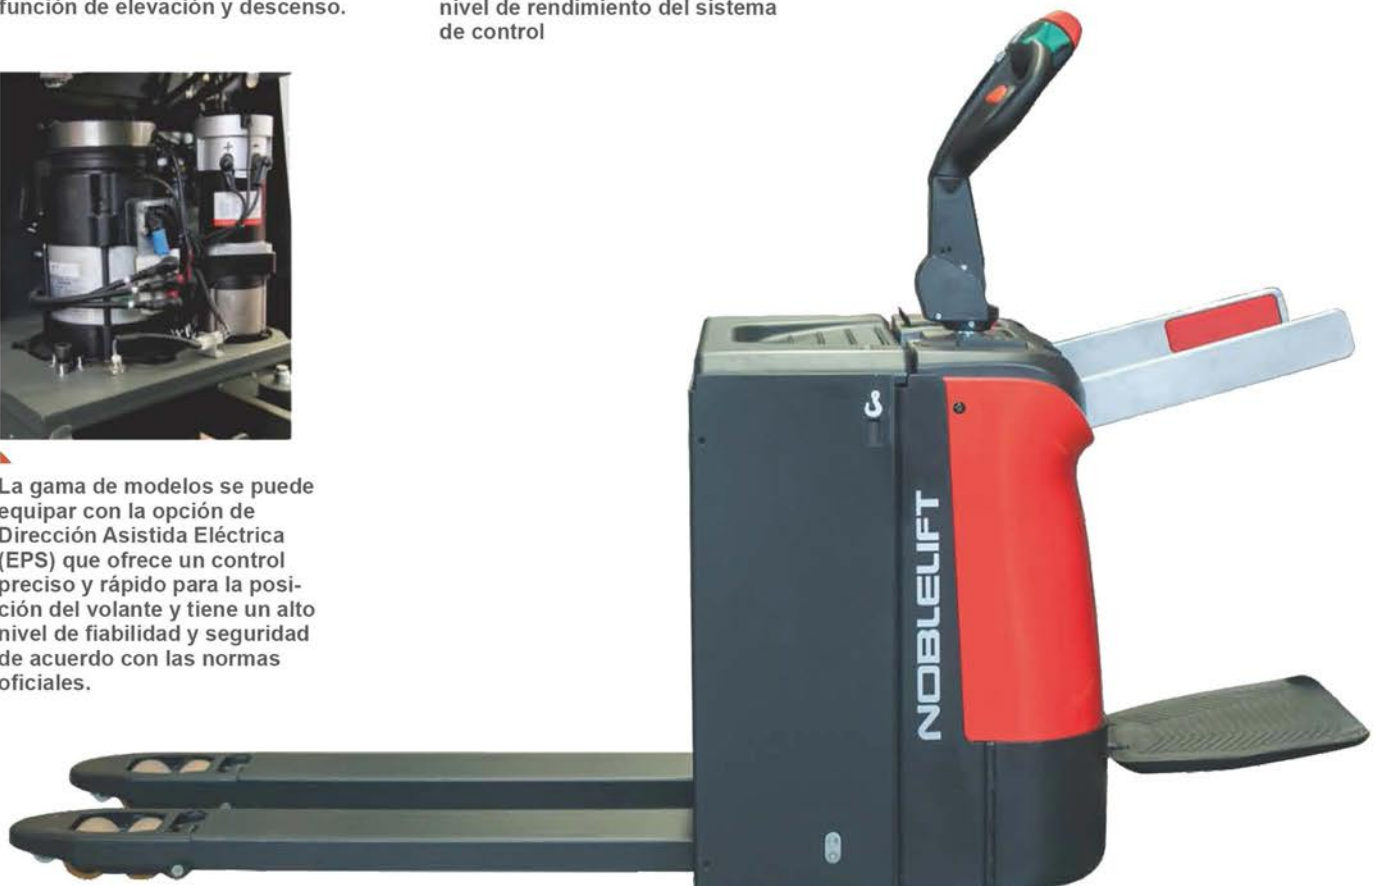 función de elevación y descenso.
nivel de rendimiento del sistema
de control
La gama de modelos se puede
equipar con la opción de
Dirección Asistida Eléctrica
(EPS) que ofrece un control
preciso y rápido para la posi-
ción del volante y tiene un alto
nivel de fiabilidad y seguridad
de acuerdo con las normas
oficiales.
NOBLELIFT
+ -